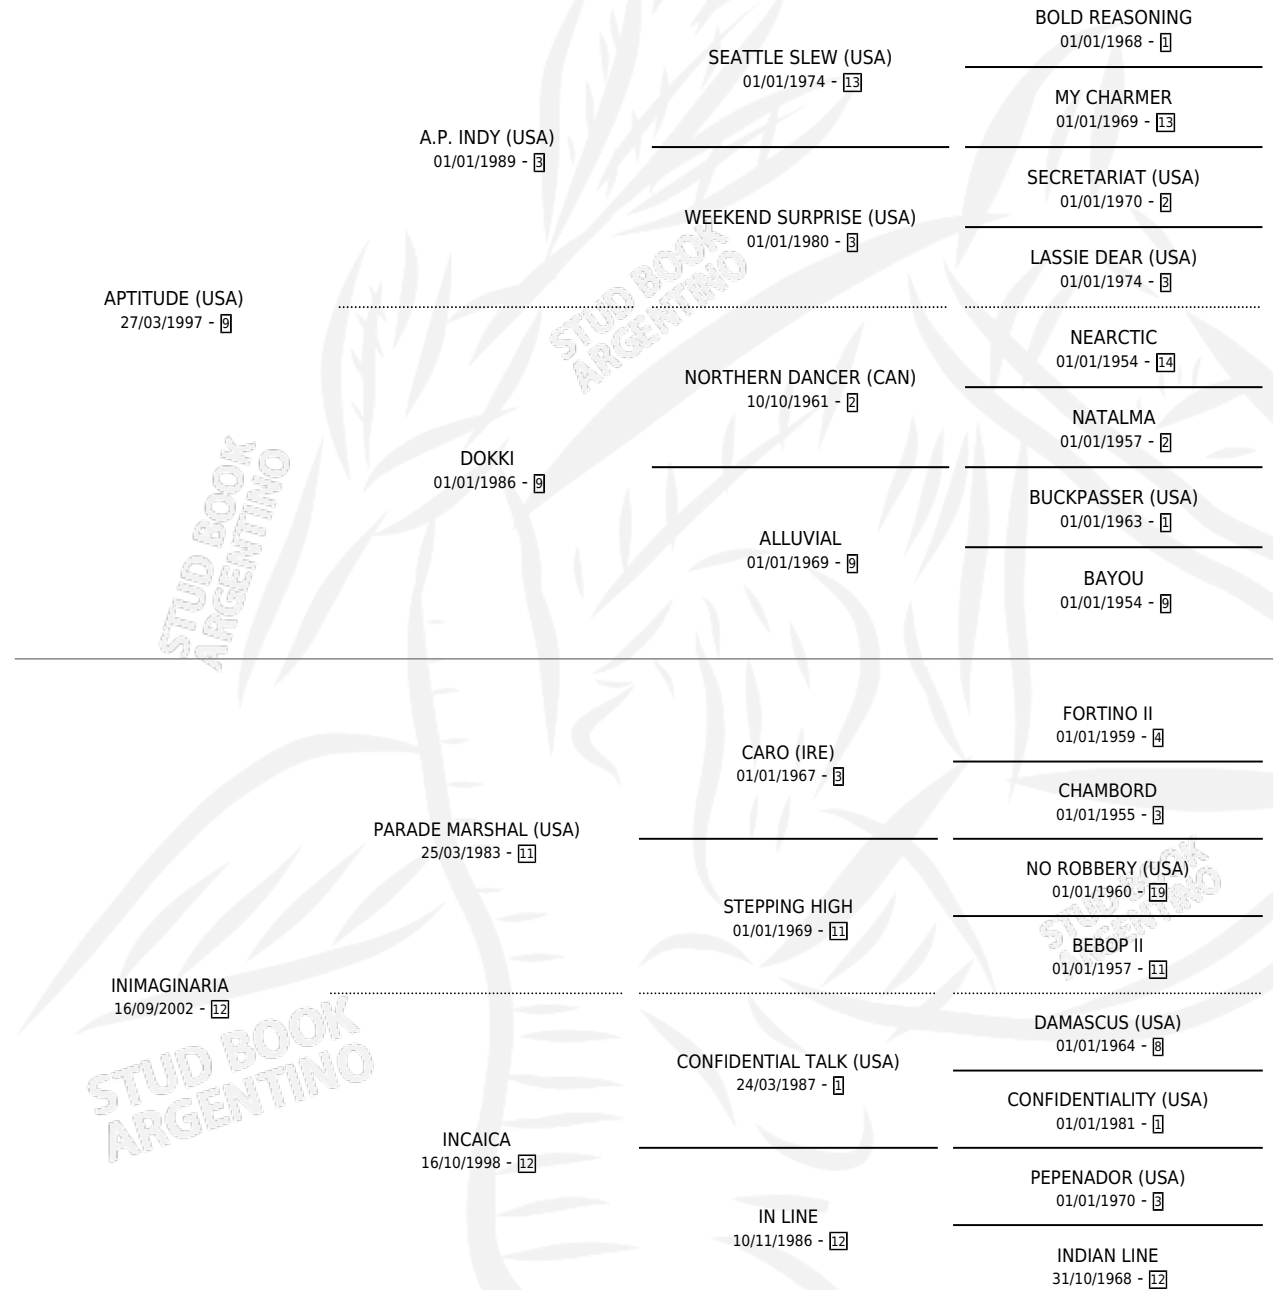 BOLD REASONING
01/01/1968 - 1
SEATTLE SLEW (USA)
01/01/1974 - 13
MY CHARMER
01/01/1969 - 13
A.P. INDY (USA)
01/01/1989 - 3
SECRETARIAT (USA)
01/01/1970 - 2
WEEKEND SURPRISE (USA)
01/01/1980 - 3
LASSIE DEAR (USA)
01/01/1974 - 3
STUD BOOK
ARGENTINO
APTITUDE (USA)
27/03/1997 - 9
NEARCTIC
01/01/1954 - 14
NORTHERN DANCER (CAN)
10/10/1961 - 2
NATALMA
01/01/1957 - 2
DOKKI
01/01/1986 - 9
BUCKPASSER (USA)
01/01/1963 - 1
ALLUVIAL
01/01/1969 - 9
BAYOU
01/01/1954 - 9
STUD BOOK
ARGENTINO
FORTINO II
01/01/1959 - 4
CARO (IRE)
01/01/1967 - 3
CHAMBORD
01/01/1955 - 3
PARADE MARSHAL (USA)
25/03/1983 - 11
NO ROBBERY (USA)
01/01/1960 - 19
STEPPING HIGH
01/01/1969 - 11
BEBOP II
01/01/1957 - 11
STUD BOOK
ARGENTINO
INIMAGINARIA
16/09/2002 - 12
DAMASCUS (USA)
01/01/1964 - 8
CONFIDENTIAL TALK (USA)
24/03/1987 - 1
CONFIDENTIALITY (USA)
01/01/1981 - 1
STUD BOOK
ARGENTINO
INCAICA
16/10/1998 - 12
PEPENADOR (USA)
01/01/1970 - 3
IN LINE
10/11/1986 - 12
INDIAN LINE
31/10/1968 - 12